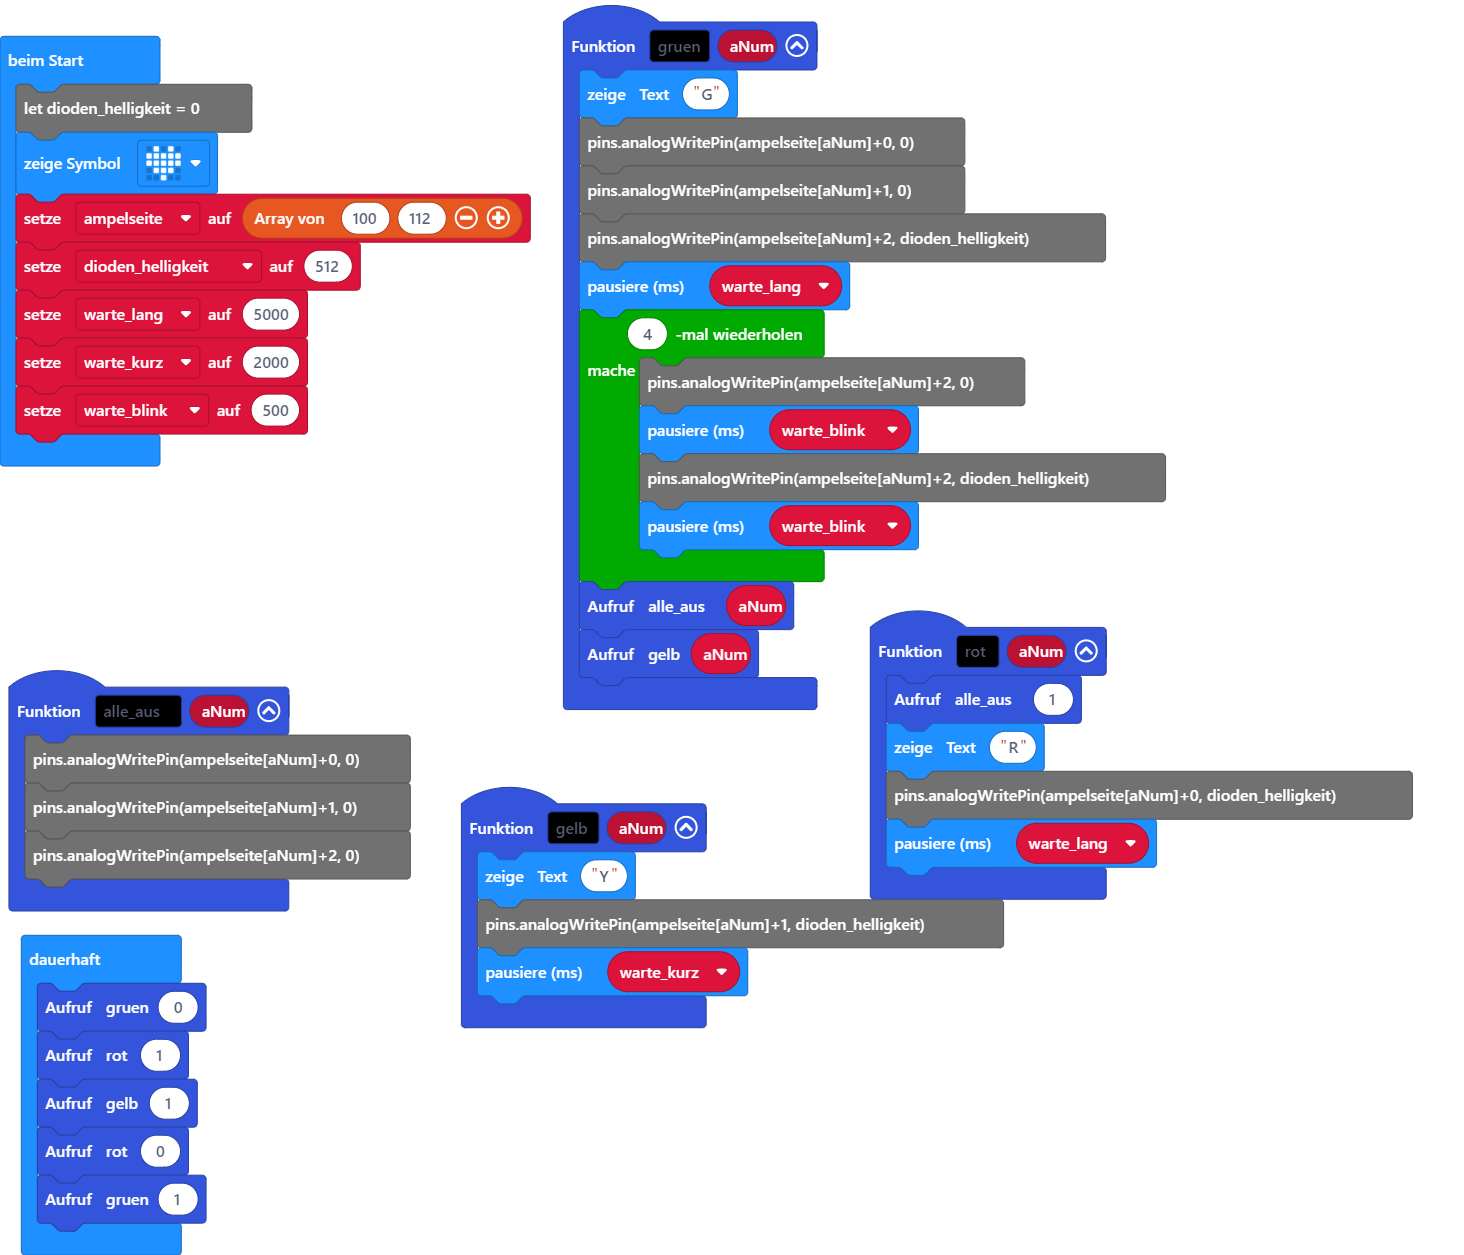 beim Start
let dioden_helligkeit = 0
zeige Symbol
setze ampelseite auf Array von 100 112
setze dioden_helligkeit auf 512
setze warte_lang auf 5000
setze warte_kurz auf 2000
setze warte_blink auf 500
Funktion gruen aNum
zeige Text "G"
pins.analogWritePin(ampelseite[aNum]+0, 0)
pins.analogWritePin(ampelseite[aNum]+1, 0)
pins.analogWritePin(ampelseite[aNum]+2, dioden_helligkeit)
pausiere (ms) warte_lang
4 -mal wiederholen
mache
pins.analogWritePin(ampelseite[aNum]+2, 0)
pausiere (ms) warte_blink
pins.analogWritePin(ampelseite[aNum]+2, dioden_helligkeit)
pausiere (ms) warte_blink
Aufruf alle_aus aNum
Aufruf gelb aNum
Funktion rot aNum
Aufruf alle_aus 1
zeige Text "R"
pins.analogWritePin(ampelseite[aNum]+0, dioden_helligkeit)
pausiere (ms) warte_lang
Funktion alle_aus aNum
pins.analogWritePin(ampelseite[aNum]+0, 0)
pins.analogWritePin(ampelseite[aNum]+1, 0)
pins.analogWritePin(ampelseite[aNum]+2, 0)
Funktion gelb aNum
zeige Text "Y"
pins.analogWritePin(ampelseite[aNum]+1, dioden_helligkeit)
pausiere (ms) warte_kurz
dauerhaft
Aufruf gruen 0
Aufruf rot 1
Aufruf gelb 1
Aufruf rot 0
Aufruf gruen 1